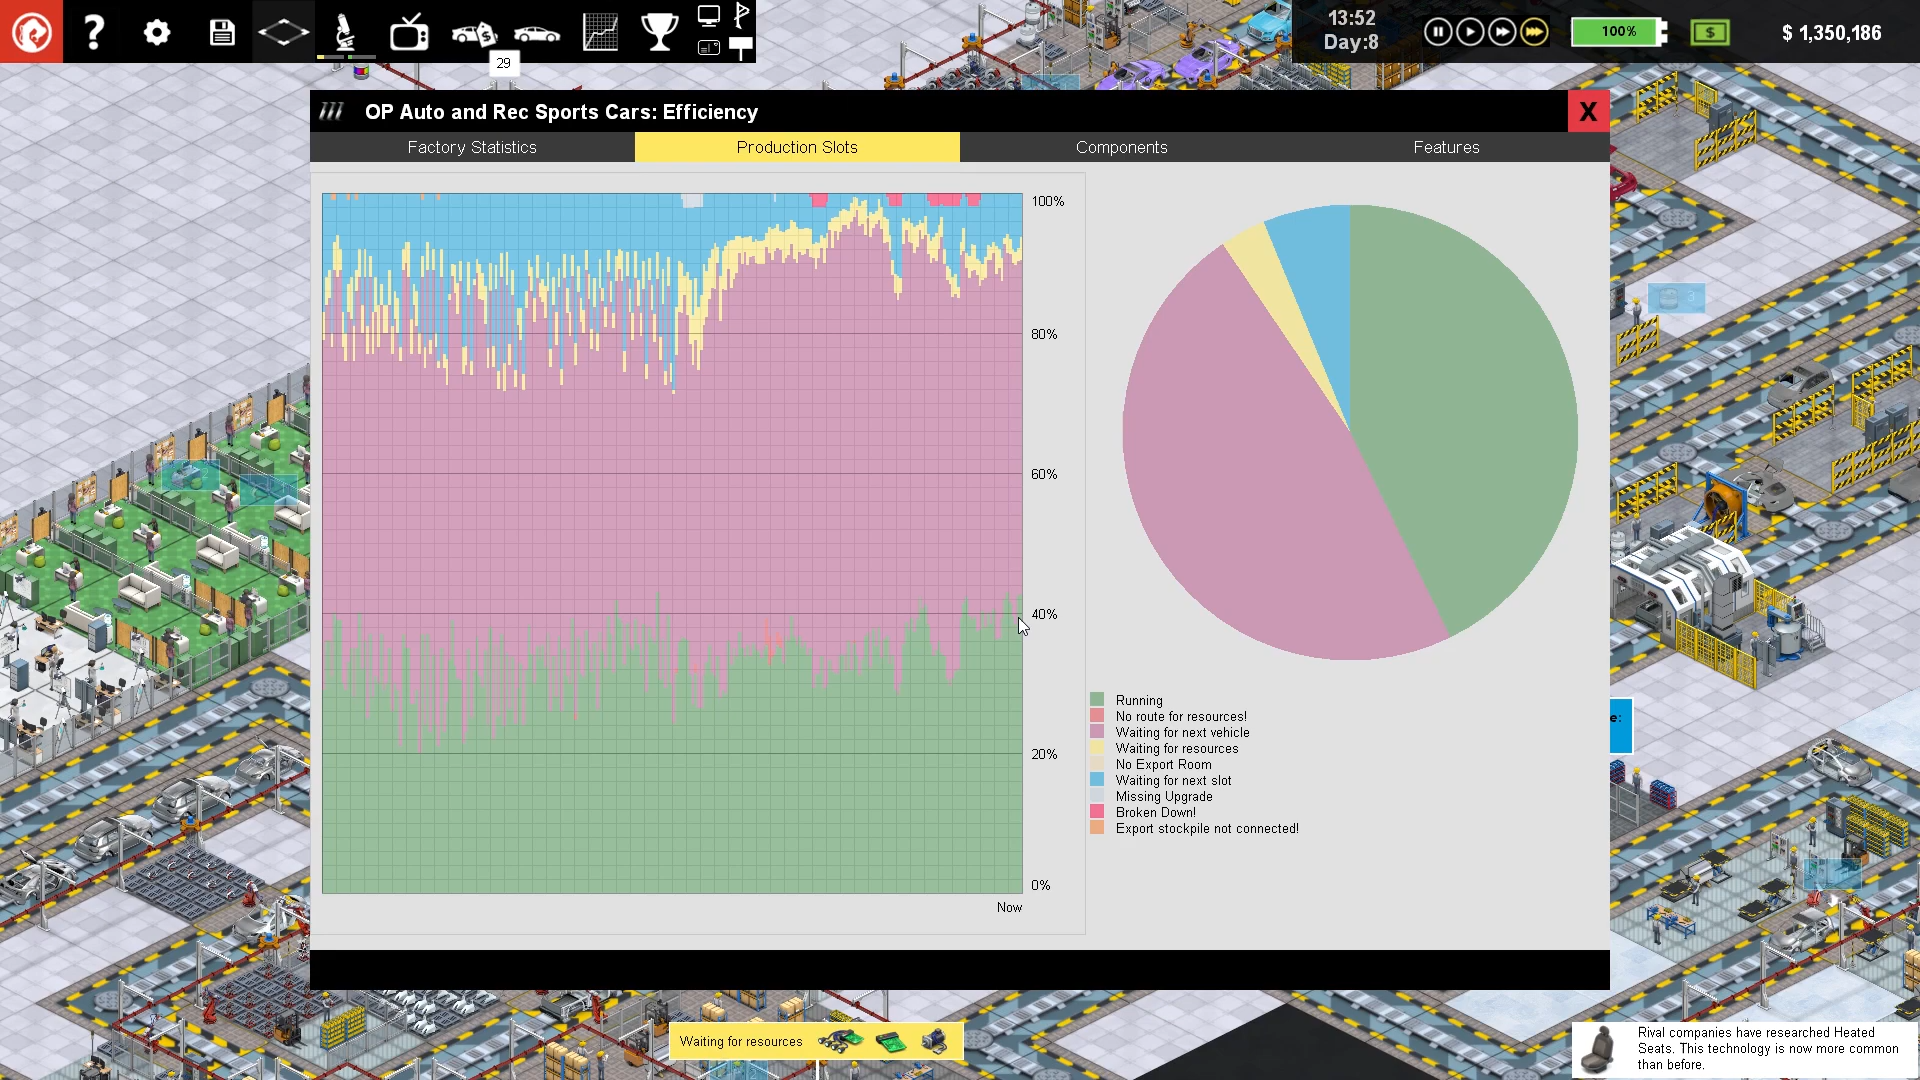 13:52
Day:8
100%
$
$ 1,350,186
29
OP Auto and Rec Sports Cars: Efficiency
X
Factory Statistics
Production Slots
Components
Features
100%
80%
60%
40%
20%
0%
Now
Running
No route for resources!
Waiting for next vehicle
Waiting for resources
No Export Room
Waiting for next slot
Missing Upgrade
Broken Down!
Export stockpile not connected!
e:
Waiting for resources
Rival companies have researched Heated
Seats. This technology is now more common
than before.